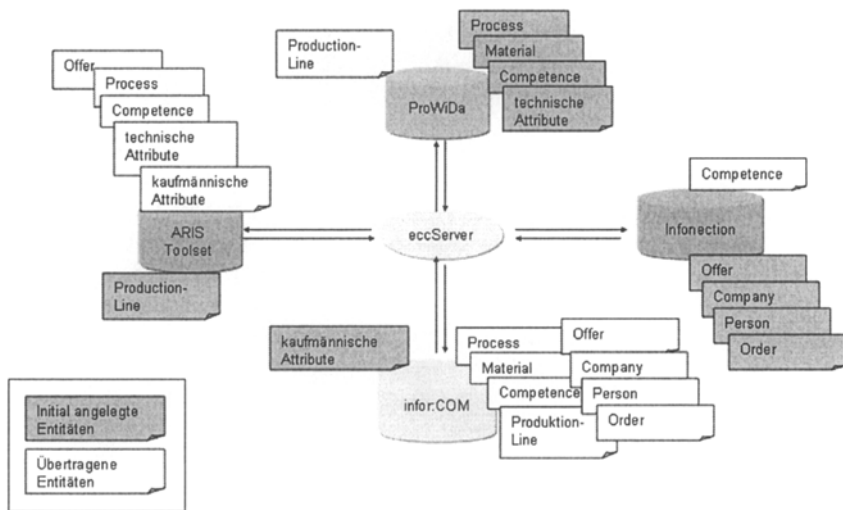 Offer
Process
Competence
technische
Attribute
kaufmännische
Attribute
ARIS
Toolset
Production-
Line
Production-
Line
Process
Material
Competence
technische
Attribute
ProWiDa
eccServer
Competence
Infonection
Offer
Company
Person
Order
kaufmännische
Attribute
infor:COM
Process
Material
Competence
Produktion-
Line
Offer
Company
Person
Order
Initial angelegte
Entitäten
Übertragene
Entitäten